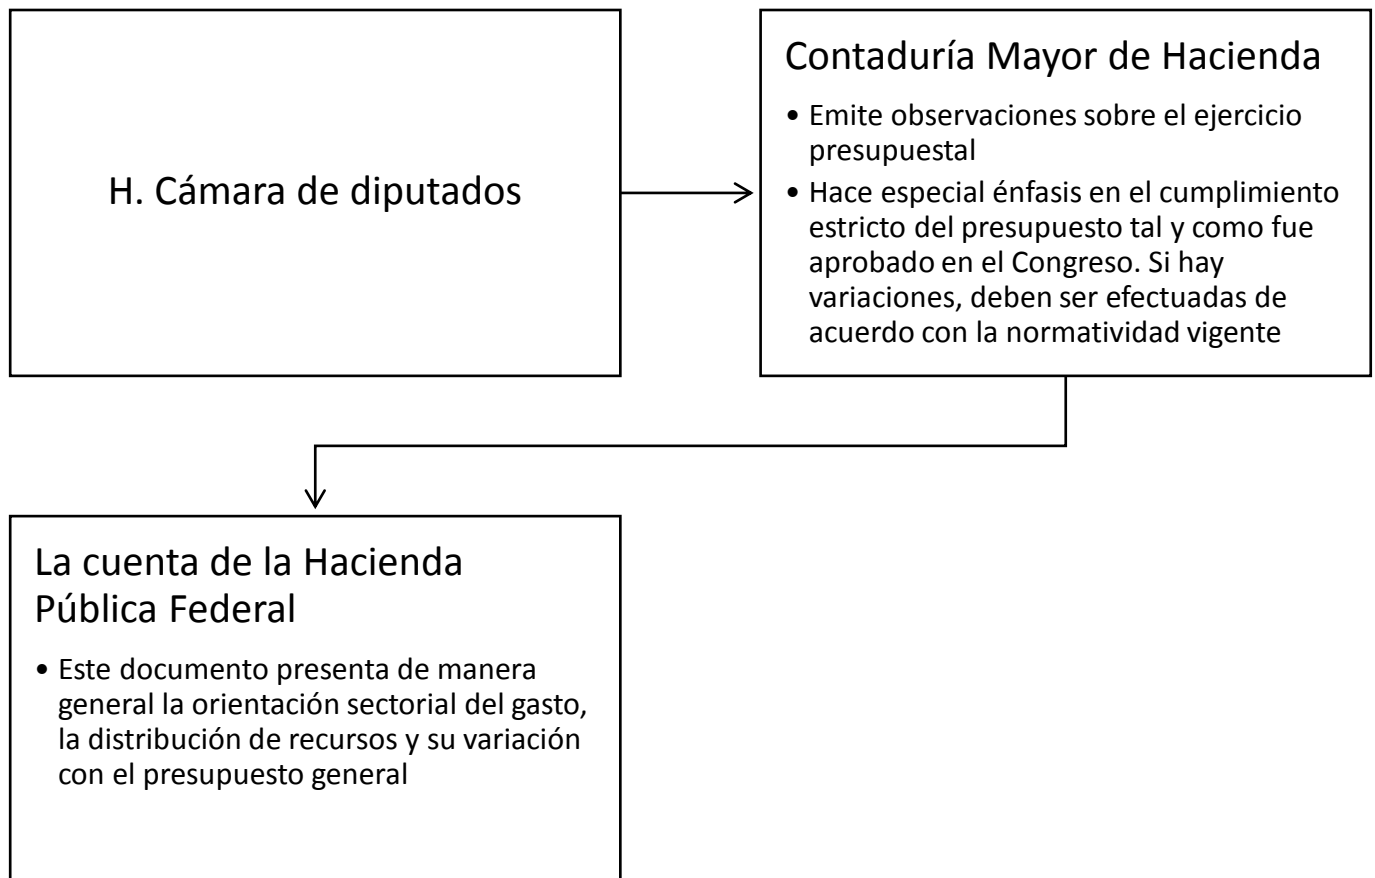 H. Cámara de diputados
Contaduría Mayor de Hacienda
• Emite observaciones sobre el ejercicio
presupuestal
• Hace especial énfasis en el cumplimiento
estricto del presupuesto tal y como fue
aprobado en el Congreso. Si hay
variaciones, deben ser efectuadas de
acuerdo con la normatividad vigente
La cuenta de la Hacienda
Pública Federal
• Este documento presenta de manera
general la orientación sectorial del gasto,
la distribución de recursos y su variación
con el presupuesto general